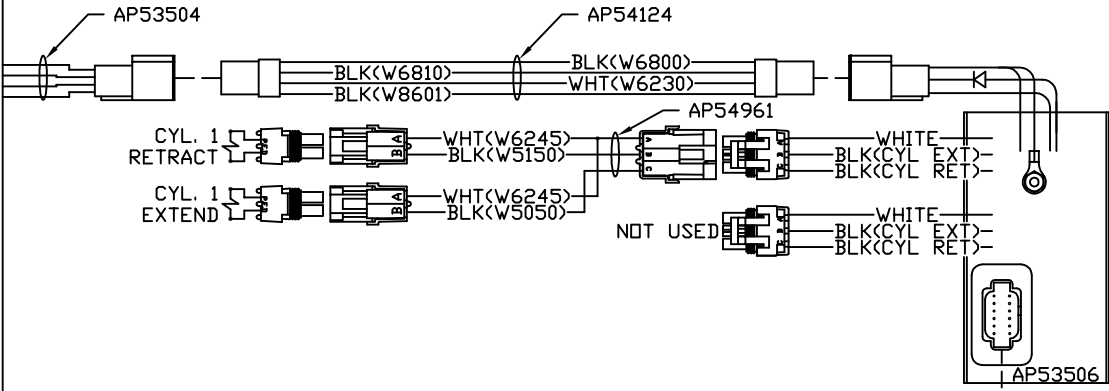 AP53504
AP54124
BLK(W6800)
BLK(W6810)
WHT(W6230)
BLK(W8601)
AP54961
CYL. 1
RETRACT
A
B
WHT(W6245)
BLK(W5150)
A
B
C
WHITE
BLK(CYL EXT)
BLK(CYL RET)
CYL. 1
EXTEND
A
B
WHT(W6245)
BLK(W5050)
NOT USED
WHITE
BLK(CYL EXT)
BLK(CYL RET)
AP53506